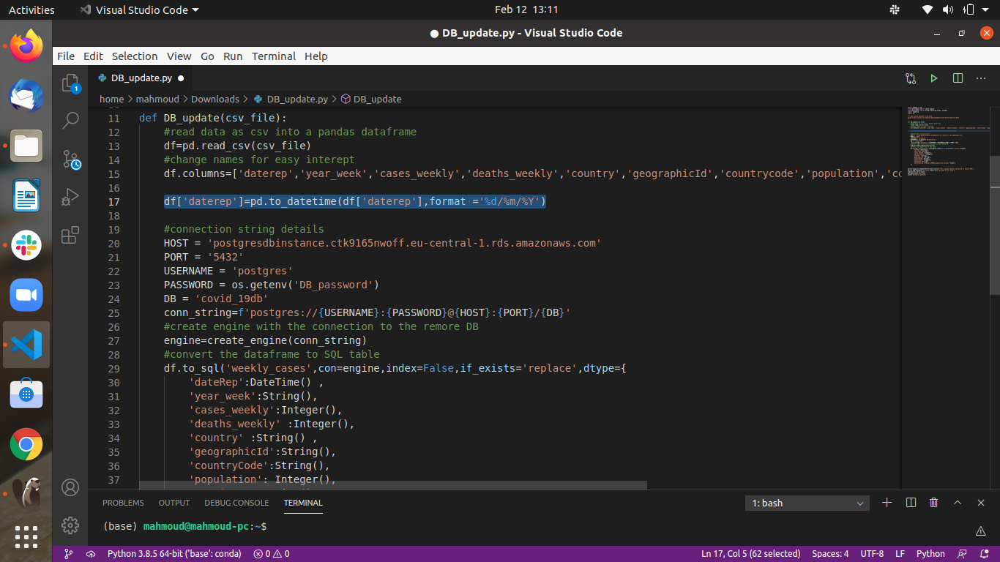 Activities
Visual Studio Code
Feb 12 13:11
● DB_update.py - Visual Studio Code
File Edit Selection View Go Run Terminal Help
1
DB_update.py ●
home > mahmoud > Downloads > DB_update.py > DB_update
11 def DB_update(csv_file):
12 #read data as csv into a pandas dataframe
13 df=pd.read_csv(csv_file)
14 #change names for easy interept
15 df.columns=['daterep','year_week','cases_weekly','deaths_weekly','country','geographicId','countrycode','population','co
16
17 df['daterep']=pd.to_datetime(df['daterep'],format ='%d/%m/%Y')
18
19 #connection string details
20 HOST = 'postgresdbinstance.ctk9165nwoff.eu-central-1.rds.amazonaws.com'
21 PORT = '5432'
22 USERNAME = 'postgres'
23 PASSWORD = os.getenv('DB_password')
24 DB = 'covid_19db'
25 conn_string=f'postgres://{USERNAME}:{PASSWORD}@{HOST}:{PORT}/{DB}'
26 #create engine with the connection to the remore DB
27 engine=create_engine(conn_string)
28 #convert the dataframe to SQL table
29 df.to_sql('weekly_cases',con=engine,index=False,if_exists='replace',dtype={
30 'dateRep':DateTime() ,
31 'year_week':String(),
32 'cases_weekly':Integer(),
33 'deaths_weekly' :Integer(),
34 'country' :String() ,
35 'geographicId':String(),
36 'countryCode':String(),
37 'population': Integer(),
PROBLEMS OUTPUT DEBUG CONSOLE TERMINAL
1: bash
(base) mahmoud@mahmoud-pc:~$
Python 3.8.5 64-bit ('base': conda) 0 0
Ln 17, Col 5 (62 selected) Spaces: 4 UTF-8 LF Python